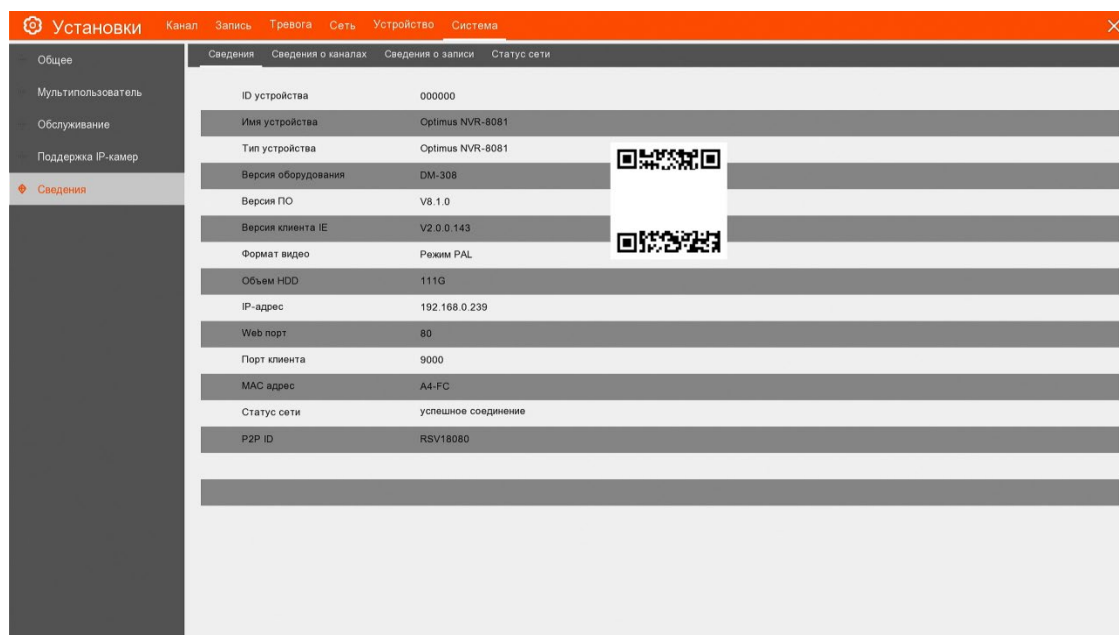 Установки Канал Запись Тревога Сеть Устройство Система
Общее
Мультипользователь
Обслуживание
Поддержка IP-камер
Сведения
Сведения Сведения о каналах Сведения о записи Статус сети
ID устройства 000000
Имя устройства Optimus NVR-8081
Тип устройства Optimus NVR-8081
Версия оборудования DM-308
Версия ПО V8.1.0
Версия клиента IE V2.0.0.143
Формат видео Режим PAL
Объем HDD 111G
IP-адрес 192.168.0.239
Web порт 80
Порт клиента 9000
MAC адрес A4-FC
Статус сети успешное соединение
P2P ID RSV18080